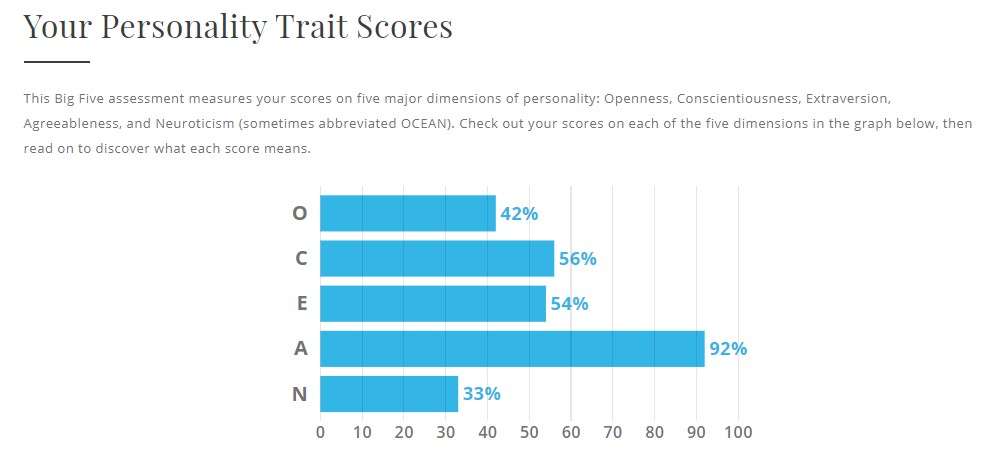 Your Personality Trait Scores
This Big Five assessment measures your scores on five major dimensions of personality: Openness, Conscientiousness, Extraversion,
Agreeableness, and Neuroticism (sometimes abbreviated OCEAN). Check out your scores on each of the five dimensions in the graph below, then
read on to discover what each score means.
O 42%
C 56%
E 54%
A 92%
N 33%
0 10 20 30 40 50 60 70 80 90 100